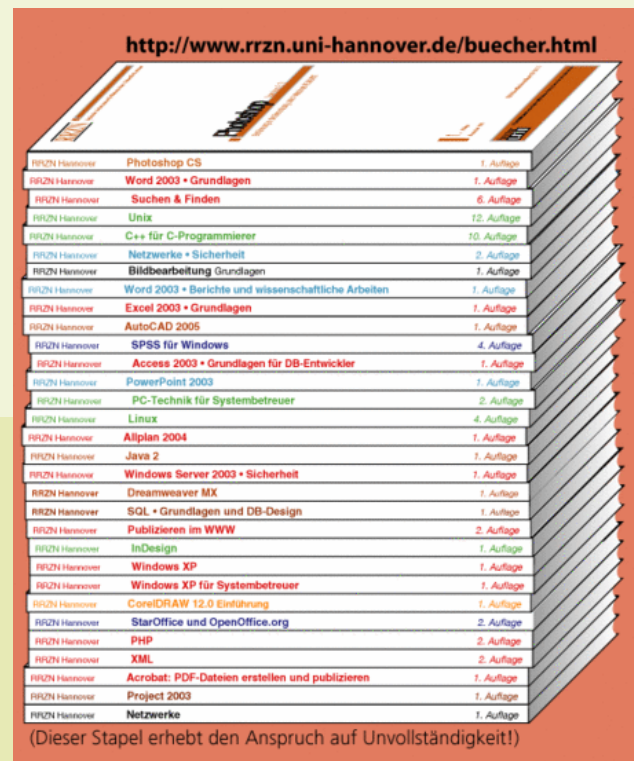 http://www.rrzn.uni-hannover.de/buecher.html
RRZN
Photoshop
RRZN Hannover Photoshop CS 1. Auflage
RRZN Hannover Word 2003 • Grundlagen 1. Auflage
RRZN Hannover Suchen & Finden 6. Auflage
RRZN Hannover Unix 12. Auflage
RRZN Hannover C++ für C-Programmierer 10. Auflage
RRZN Hannover Netzwerke • Sicherheit 2. Auflage
RRZN Hannover Bildbearbeitung Grundlagen 1. Auflage
RRZN Hannover Word 2003 • Berichte und wissenschaftliche Arbeiten 1. Auflage
RRZN Hannover Excel 2003 • Grundlagen 1. Auflage
RRZN Hannover AutoCAD 2005 1. Auflage
RRZN Hannover SPSS für Windows 4. Auflage
RRZN Hannover Access 2003 • Grundlagen für DB-Entwickler 1. Auflage
RRZN Hannover PowerPoint 2003 1. Auflage
RRZN Hannover PC-Technik für Systembetreuer 2. Auflage
RRZN Hannover Linux 4. Auflage
RRZN Hannover Allplan 2004 1. Auflage
RRZN Hannover Java 2 1. Auflage
RRZN Hannover Windows Server 2003 • Sicherheit 1. Auflage
RRZN Hannover Dreamweaver MX 1. Auflage
RRZN Hannover SQL • Grundlagen und DB-Design 1. Auflage
RRZN Hannover Publizieren im WWW 2. Auflage
RRZN Hannover InDesign 1. Auflage
RRZN Hannover Windows XP 1. Auflage
RRZN Hannover Windows XP für Systembetreuer 1. Auflage
RRZN Hannover CorelDRAW 12.0 Einführung 1. Auflage
RRZN Hannover StarOffice und OpenOffice.org 2. Auflage
RRZN Hannover PHP 2. Auflage
RRZN Hannover XML 2. Auflage
RRZN Hannover Acrobat: PDF-Dateien erstellen und publizieren 1. Auflage
RRZN Hannover Project 2003 1. Auflage
RRZN Hannover Netzwerke 1. Auflage
(Dieser Stapel erhebt den Anspruch auf Unvollständigkeit!)